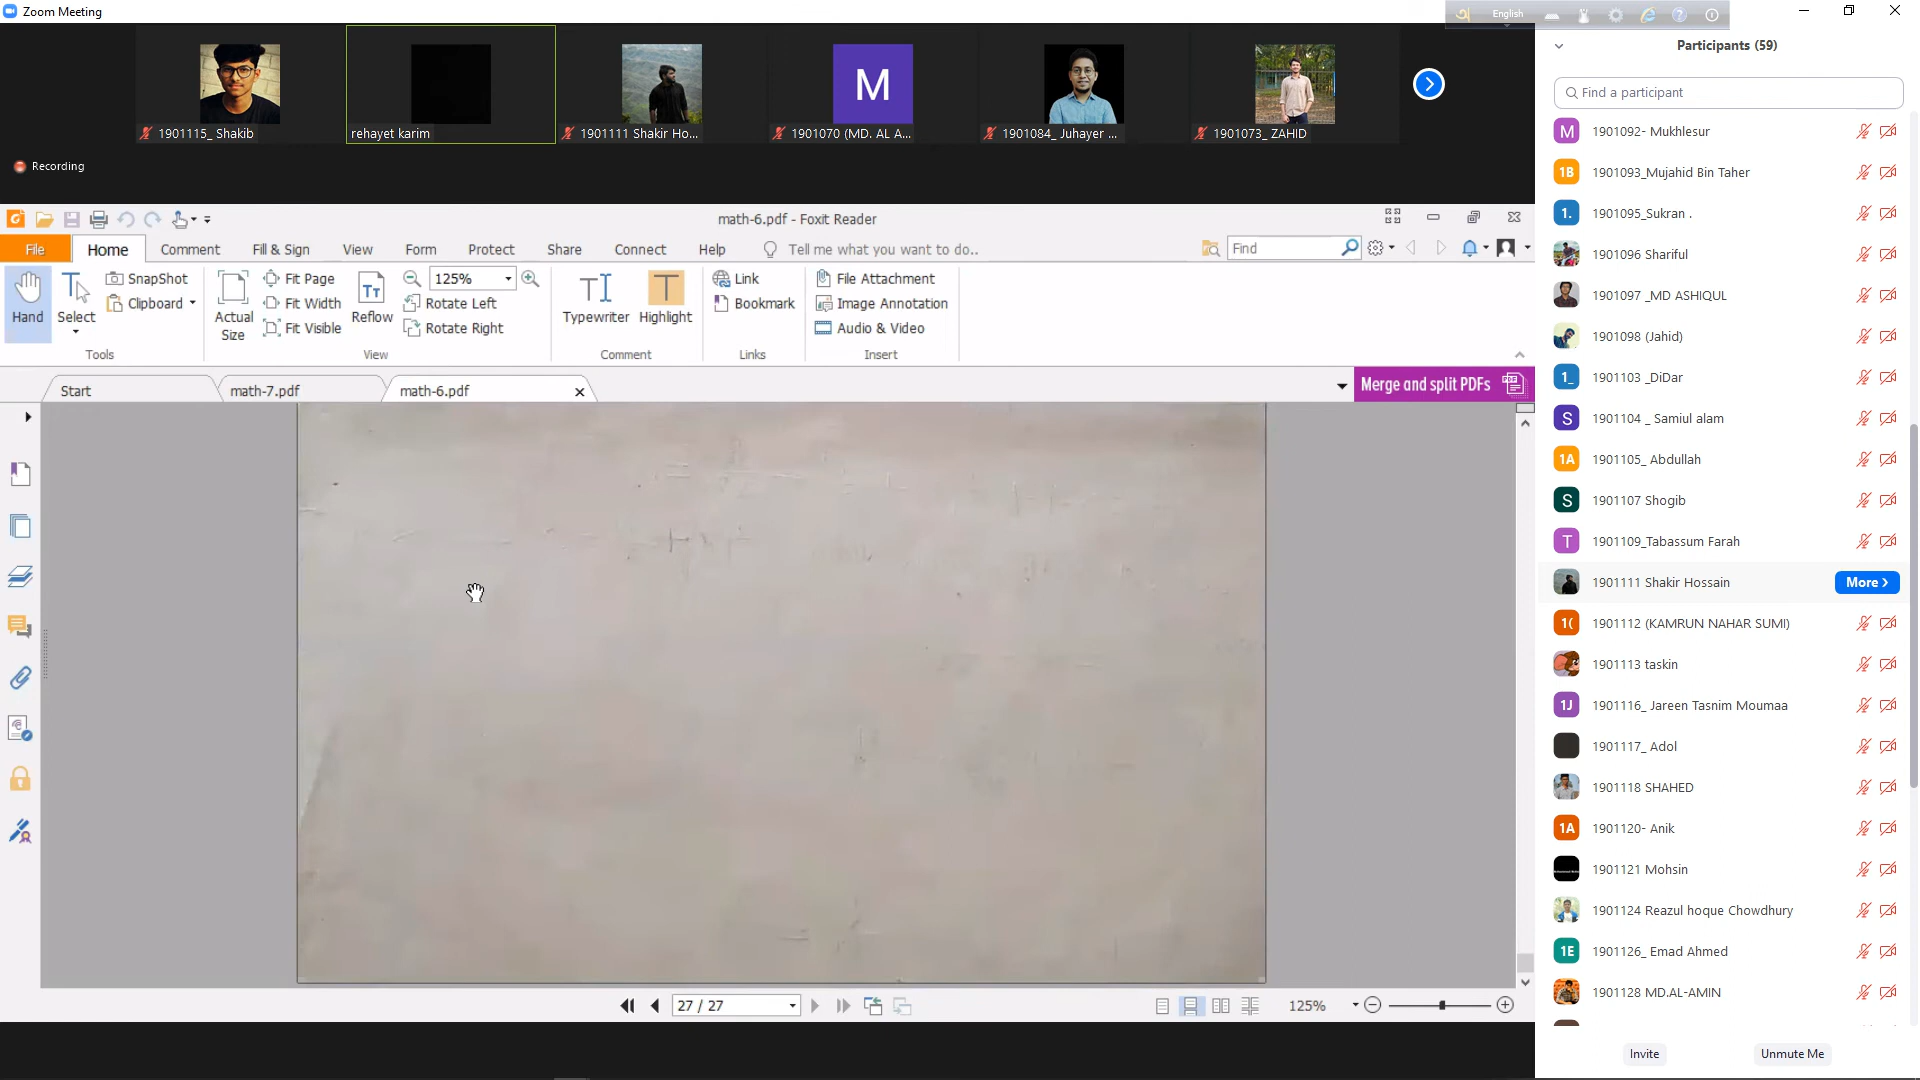 Zoom Meeting
English
1901115_ Shakib
rehayet karim
1901111 Shakir Ho...
M
1901070 (MD. AL A...
1901084_ Juhayer ...
1901073_ ZAHID
Recording
math-6.pdf - Foxit Reader
File
Home
Comment
Fill & Sign
View
Form
Protect
Share
Connect
Help
Tell me what you want to do..
Find
Hand
Select
SnapShot
Clipboard
Tools
Actual Size
Fit Page
Fit Width
Fit Visible
Reflow
125%
Rotate Left
Rotate Right
View
Typewriter
Highlight
Comment
Link
Bookmark
Links
File Attachment
Image Annotation
Audio & Video
Insert
Start
math-7.pdf
math-6.pdf
Merge and split PDFs
27 / 27
125%
Participants (59)
Find a participant
M 1901092- Mukhlesur
1B 1901093_Mujahid Bin Taher
1. 1901095_Sukran .
1901096 Shariful
1901097 _MD ASHIQUL
1901098 (Jahid)
1_ 1901103 _DiDar
S 1901104 _ Samiul alam
1A 1901105_ Abdullah
S 1901107 Shogib
T 1901109_Tabassum Farah
1901111 Shakir Hossain More >
1( 1901112 (KAMRUN NAHAR SUMI)
1901113 taskin
1J 1901116_ Jareen Tasnim Moumaa
1901117_ Adol
1901118 SHAHED
1A 1901120- Anik
1901121 Mohsin
1901124 Reazul hoque Chowdhury
1E 1901126_ Emad Ahmed
1901128 MD.AL-AMIN
Invite
Unmute Me